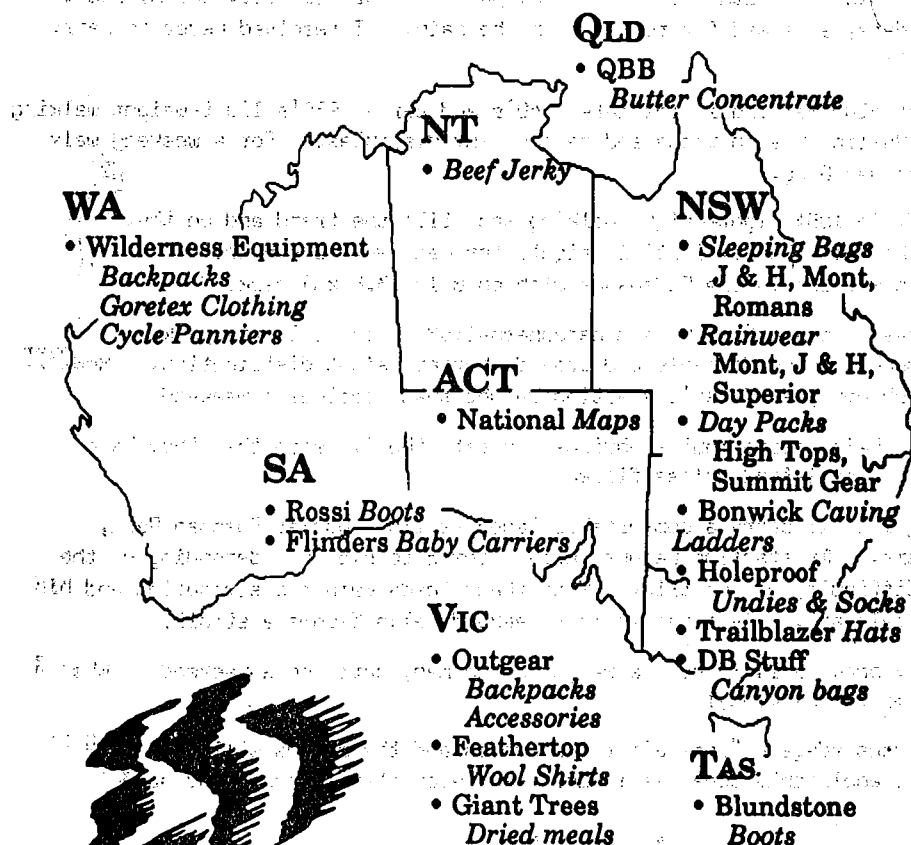 QLD
• QBB
Butter Concentrate
NT
• Beef Jerky
WA
• Wilderness Equipment
Backpacks
Goretex Clothing
Cycle Panniers
NSW
• Sleeping Bags
J & H, Mont,
Romans
• Rainwear
Mont, J & H,
Superior
• Day Packs
High Tops,
Summit Gear
• Bonwick Caving
Ladders
• Holeproof
Undies & Socks
• Trailblazer Hats
• DB Stuff
Canyon bags
ACT
• National Maps
SA
• Rossi Boots
• Flinders Baby Carriers
VIC
• Outgear
Backpacks
Accessories
• Feathertop
Wool Shirts
• Giant Trees
Dried meals
TAS.
• Blundstone
Boots